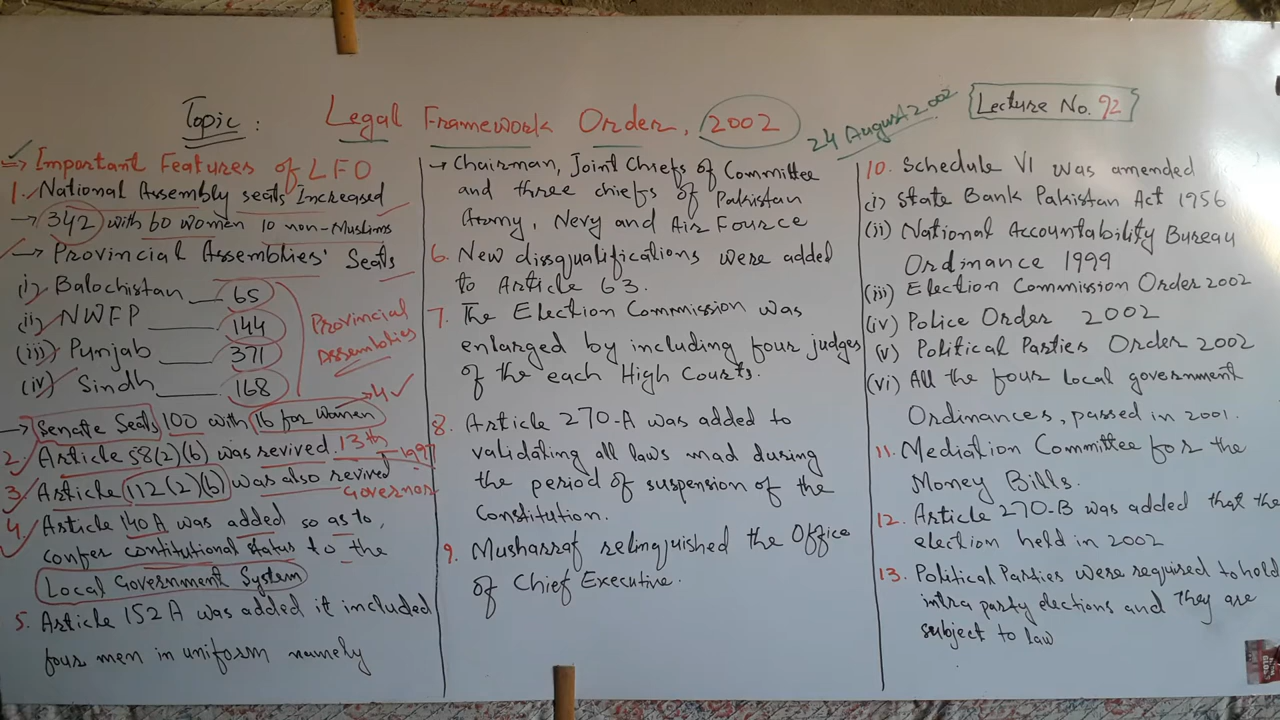 Topic : Legal Framework Order, 2002
24 August 2002
Lecture No. 92
=> Important Features of LFO
1. National Assembly seats Increased
→ 342 with 60 women 10 non-Muslims
→ Provincial Assemblies' Seats
(i) Balochistan __ 65
(ii) NWFP ____ 144
(iii) Punjab ___ 371
(iv) Sindh ____ 168
Provincial
Assemblies
→ Senate Seats 100 with 16 for women → 4
2. Article 58(2)(b) was revived. 13th
1997
3. Article 112(2)(b) was also revived
Governor
4. Article 140A was added so as to,
confer contitutional status to the
Local Government System
5. Article 152A was added it included
four men in uniform namely
→ Chairman, Joint Chiefs of Committee
and three chiefs of Pakistan
Army, Nevy and Air Fource
6. New dissqualifications were added
to Article 63.
7. The Election Commission was
enlarged by including four judges
of the each High Courts.
8. Article 270-A was added to
validating all laws mad during
the period of suspension of the
Constitution.
9. Musharraf relinguished the Office
of Chief Executive.
10. Schedule VI was amended
(i) State Bank Pakistan Act 1956
(ii) National Accountability Bureau
Ordinance 1999
(iii) Election Commission Order 2002
(iv) Police Order 2002
(v) Political Parties Order 2002
(vi) All the four local government
Ordinances, passed in 2001.
11. Mediation Committee for the
Money Bills.
12. Article 270-B was added that the
election held in 2002
13. Political Parties were required to hold
intra party elections and they are
subject to law